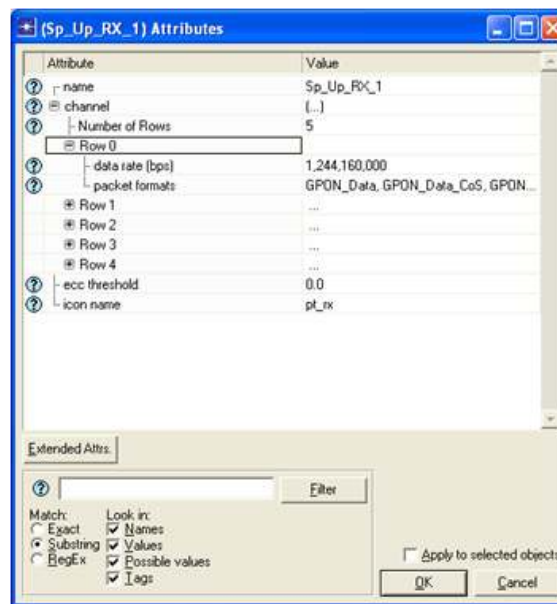 (Sp_Up_RX_1) Attributes
Attribute Value
name Sp_Up_RX_1
channel (...)
Number of Rows 5
Row 0
data rate (bps) 1,244,160,000
packet formats GPON_Data, GPON_Data_CoS, GPON...
Row 1 ...
Row 2 ...
Row 3 ...
Row 4 ...
ecc threshold 0.0
icon name pt_rx
Extended Attrs.
Filter
Match: Look in:
Exact Names
Substring Values
RegEx Possible values
Tags
Apply to selected objects
OK Cancel